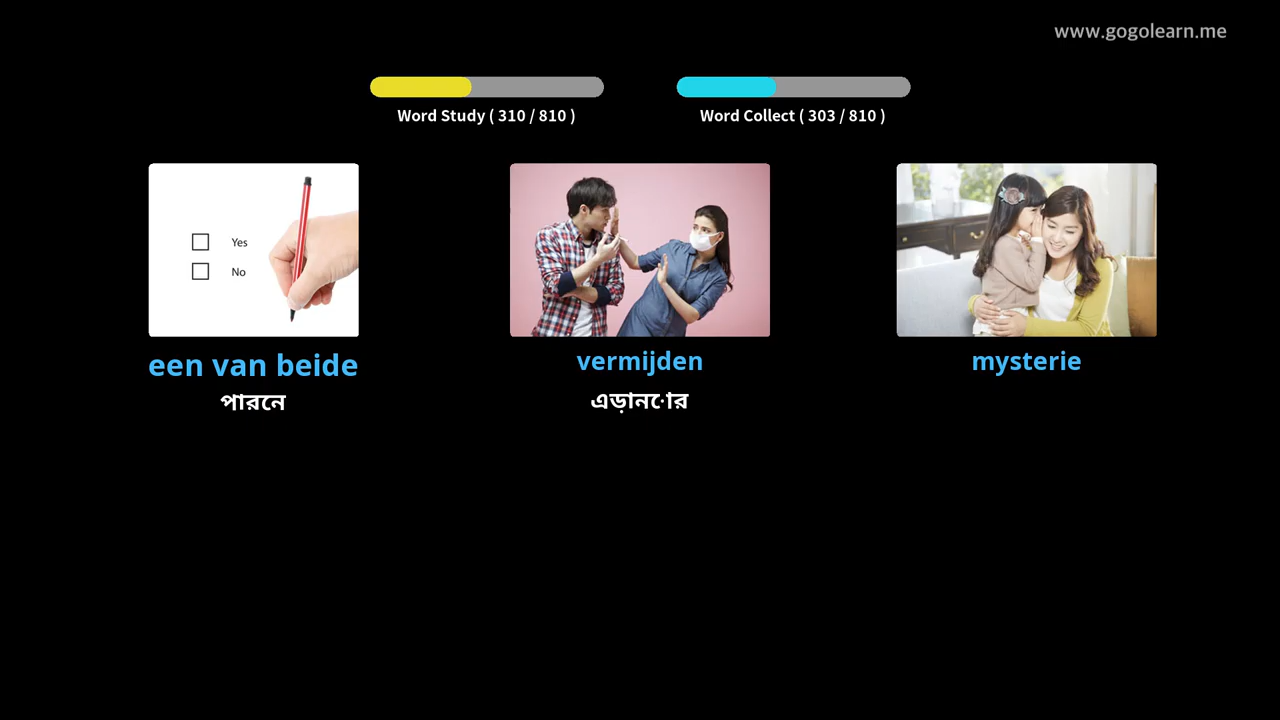 www.gogolearn.me
Word Study ( 310 / 810 )
Word Collect ( 303 / 810 )
Yes
No
een van beide
vermijden
mysterie
পারনে
এড়ানোর